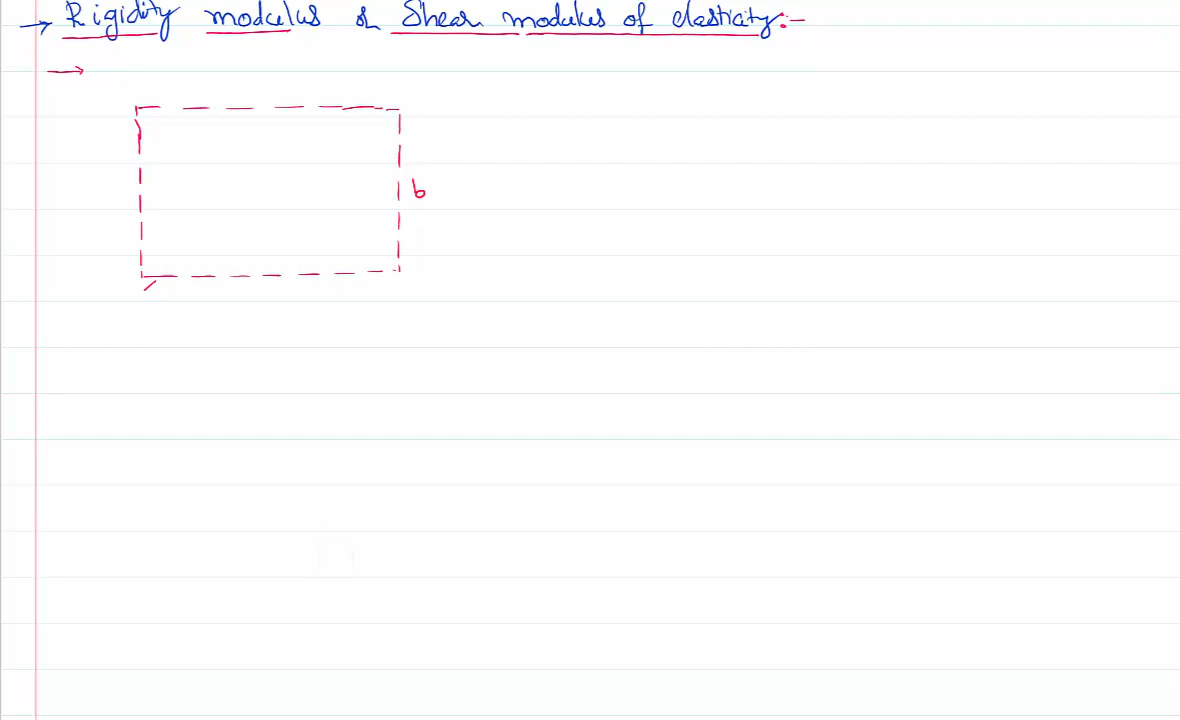 → Rigidity modulus or Shear modulus of elasticity:-
→
b